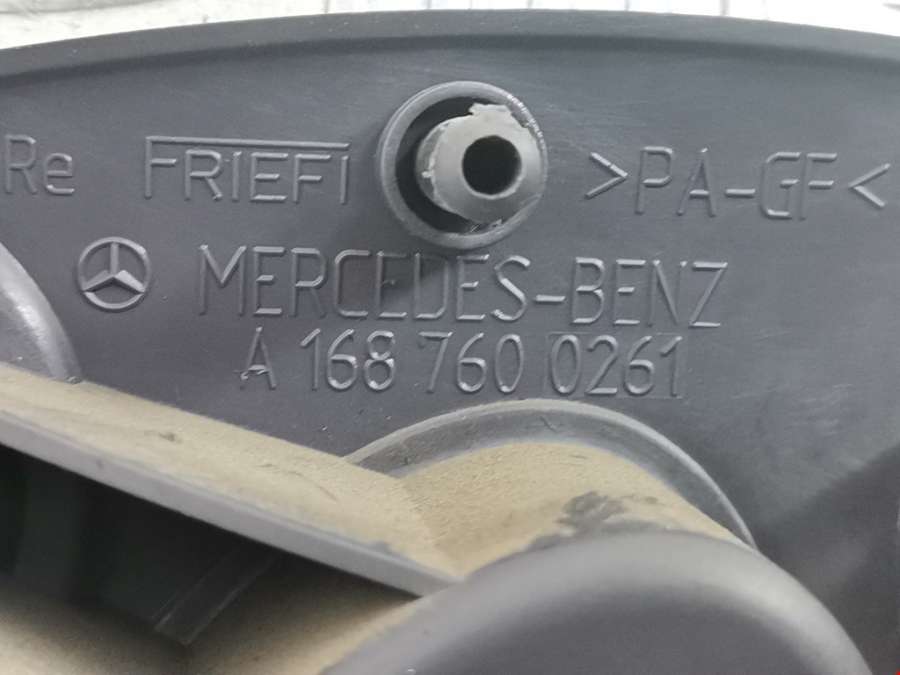 Re FRIEFI >PA-GF<
MERCEDES-BENZ
A 168 760 0261